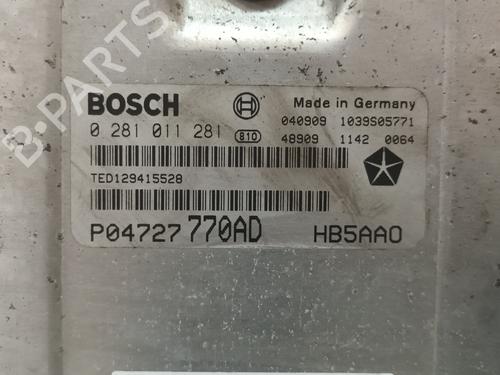 B-PARTS
BOSCH
Made in Germany
040909 1039S05771
0 281 011 281 810
48909 1142 0064
TED129415528
P04727 770AD HB5AA0